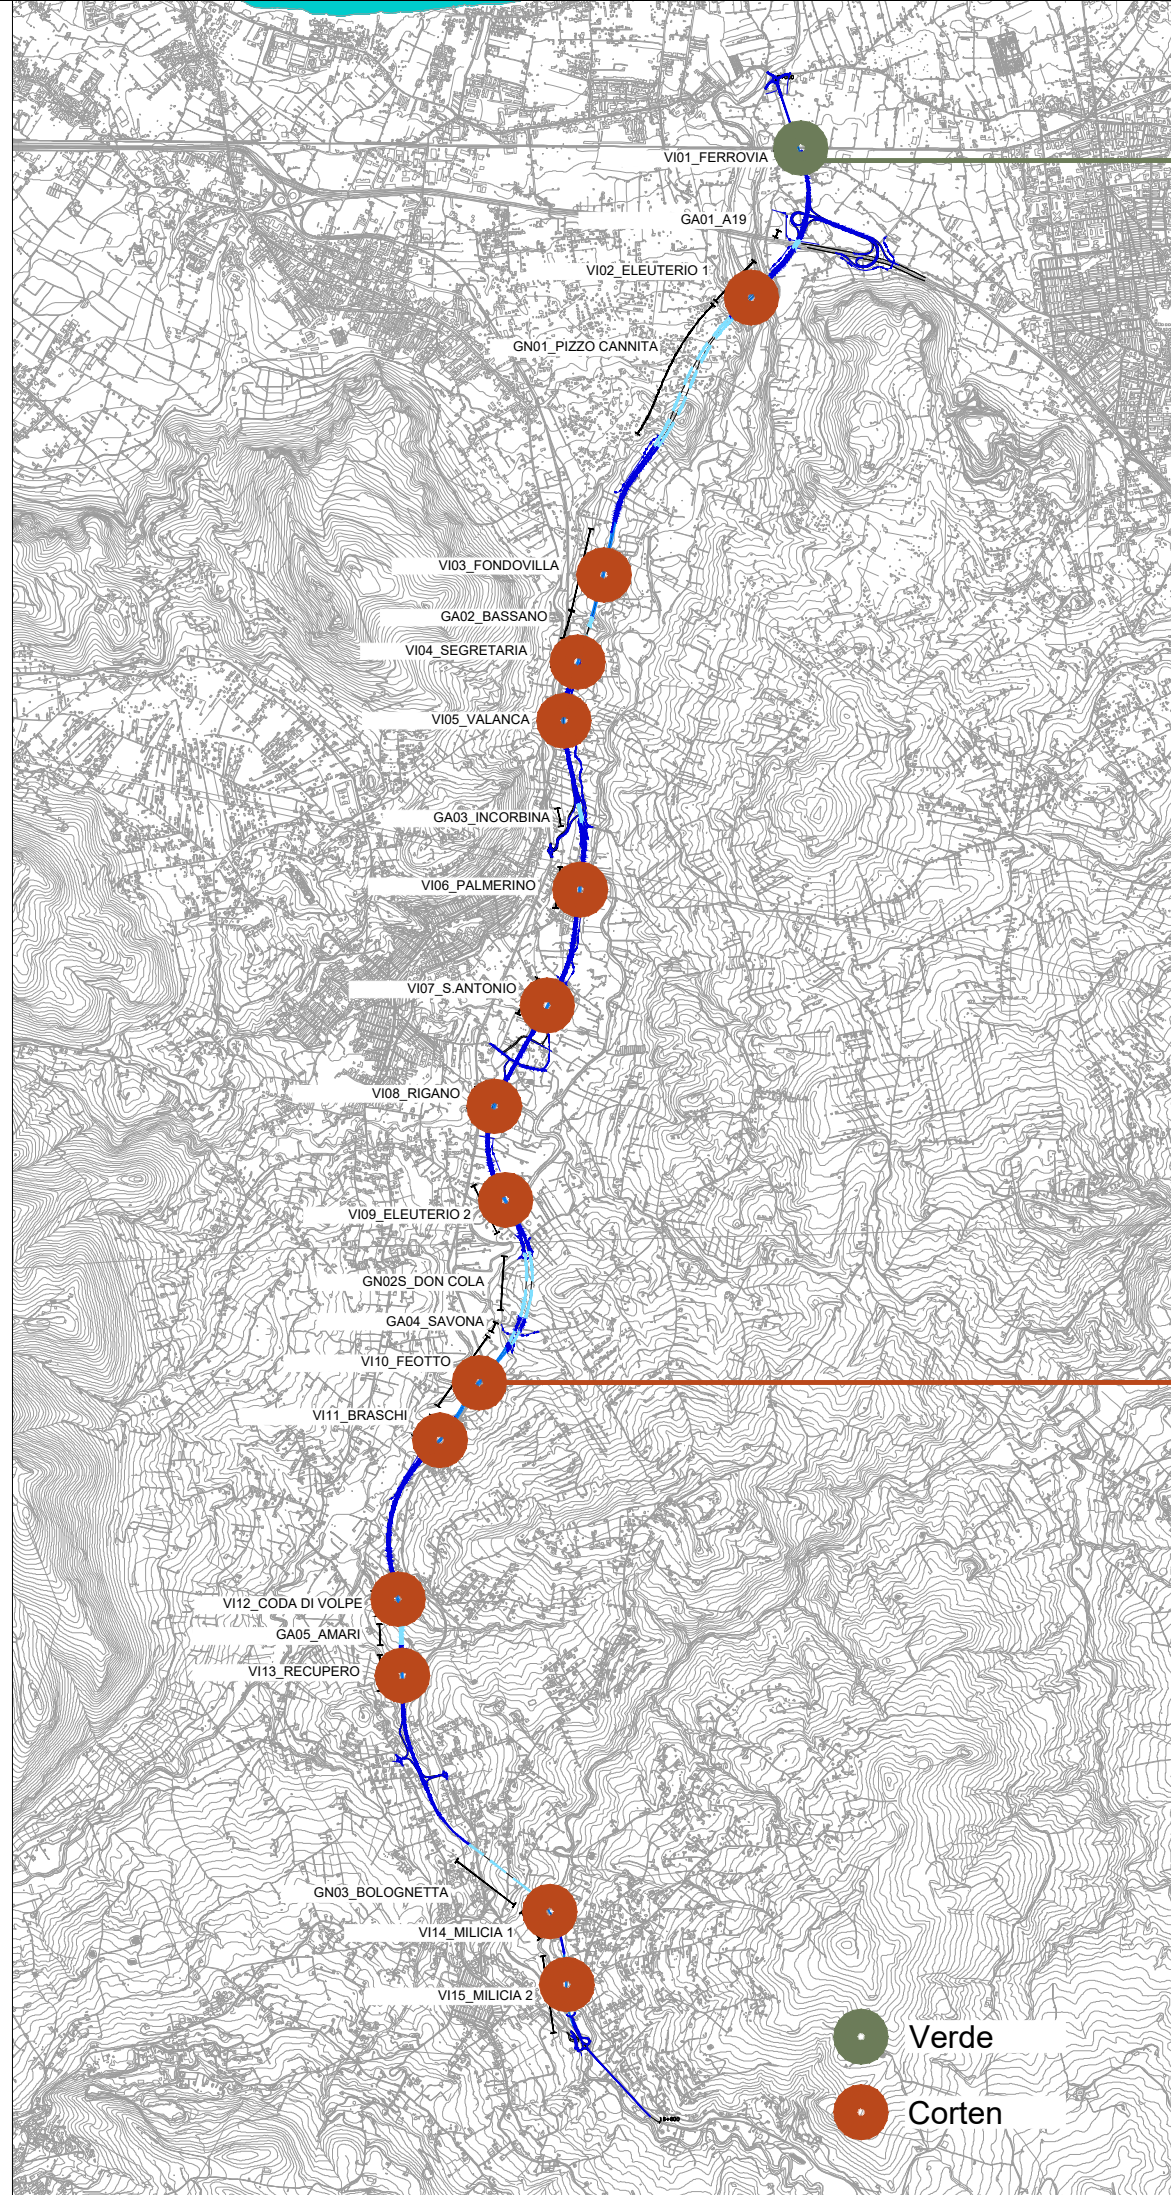 VI01_FERROVIA
GA01_A19
VI02_ELEUTERIO 1
GN01_PIZZO CANNITA
VI03_FONDOVILLA
GA02_BASSANO
VI04_SEGRETARIA
VI05_VALANCA
GA03_INCORBINA
VI06_PALMERINO
VI07_S.ANTONIO
VI08_RIGANO
VI09_ELEUTERIO 2
GN02S_DON COLA
GA04_SAVONA
VI10_FEOTTO
VI11_BRASCHI
VI12_CODA DI VOLPE
GA05_AMARI
VI13_RECUPERO
GN03_BOLOGNETTA
VI14_MILICIA 1
VI15_MILICIA 2
Verde
Corten